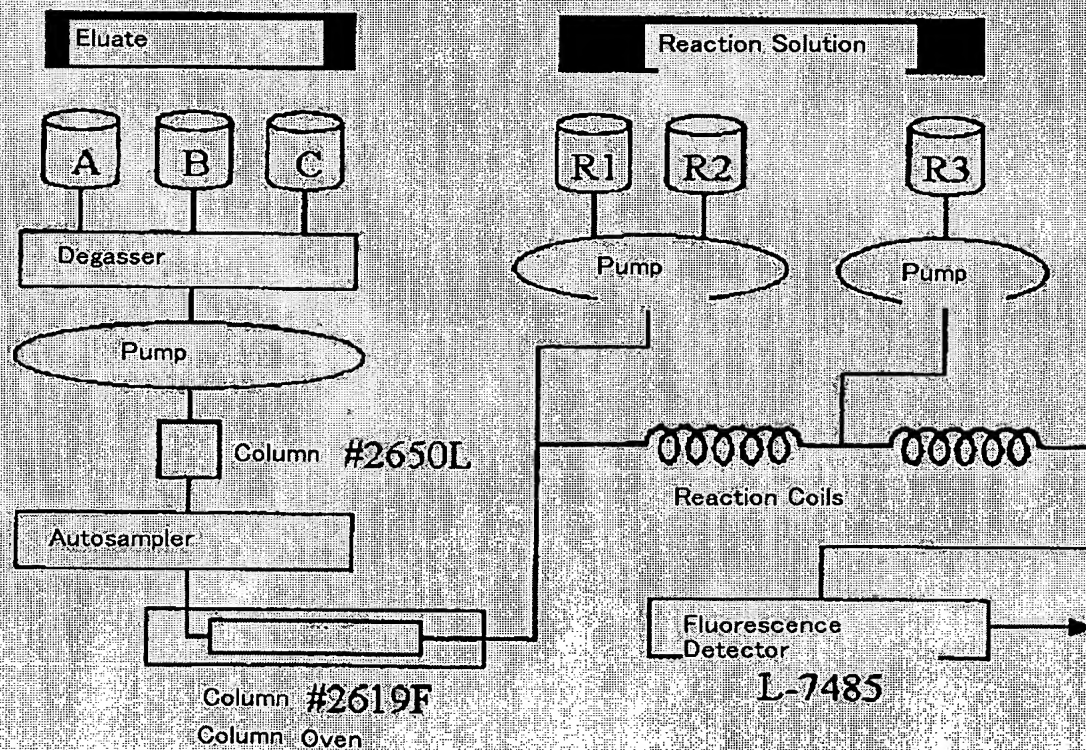 Eluate
Reaction Solution
A B C
R1 R2 R3
Degasser
Pump
Pump
Pump
Column #2650L
Reaction Coils
Autosampler
Fluorescence
Detector
L-7485
Column #2619F
Column Oven